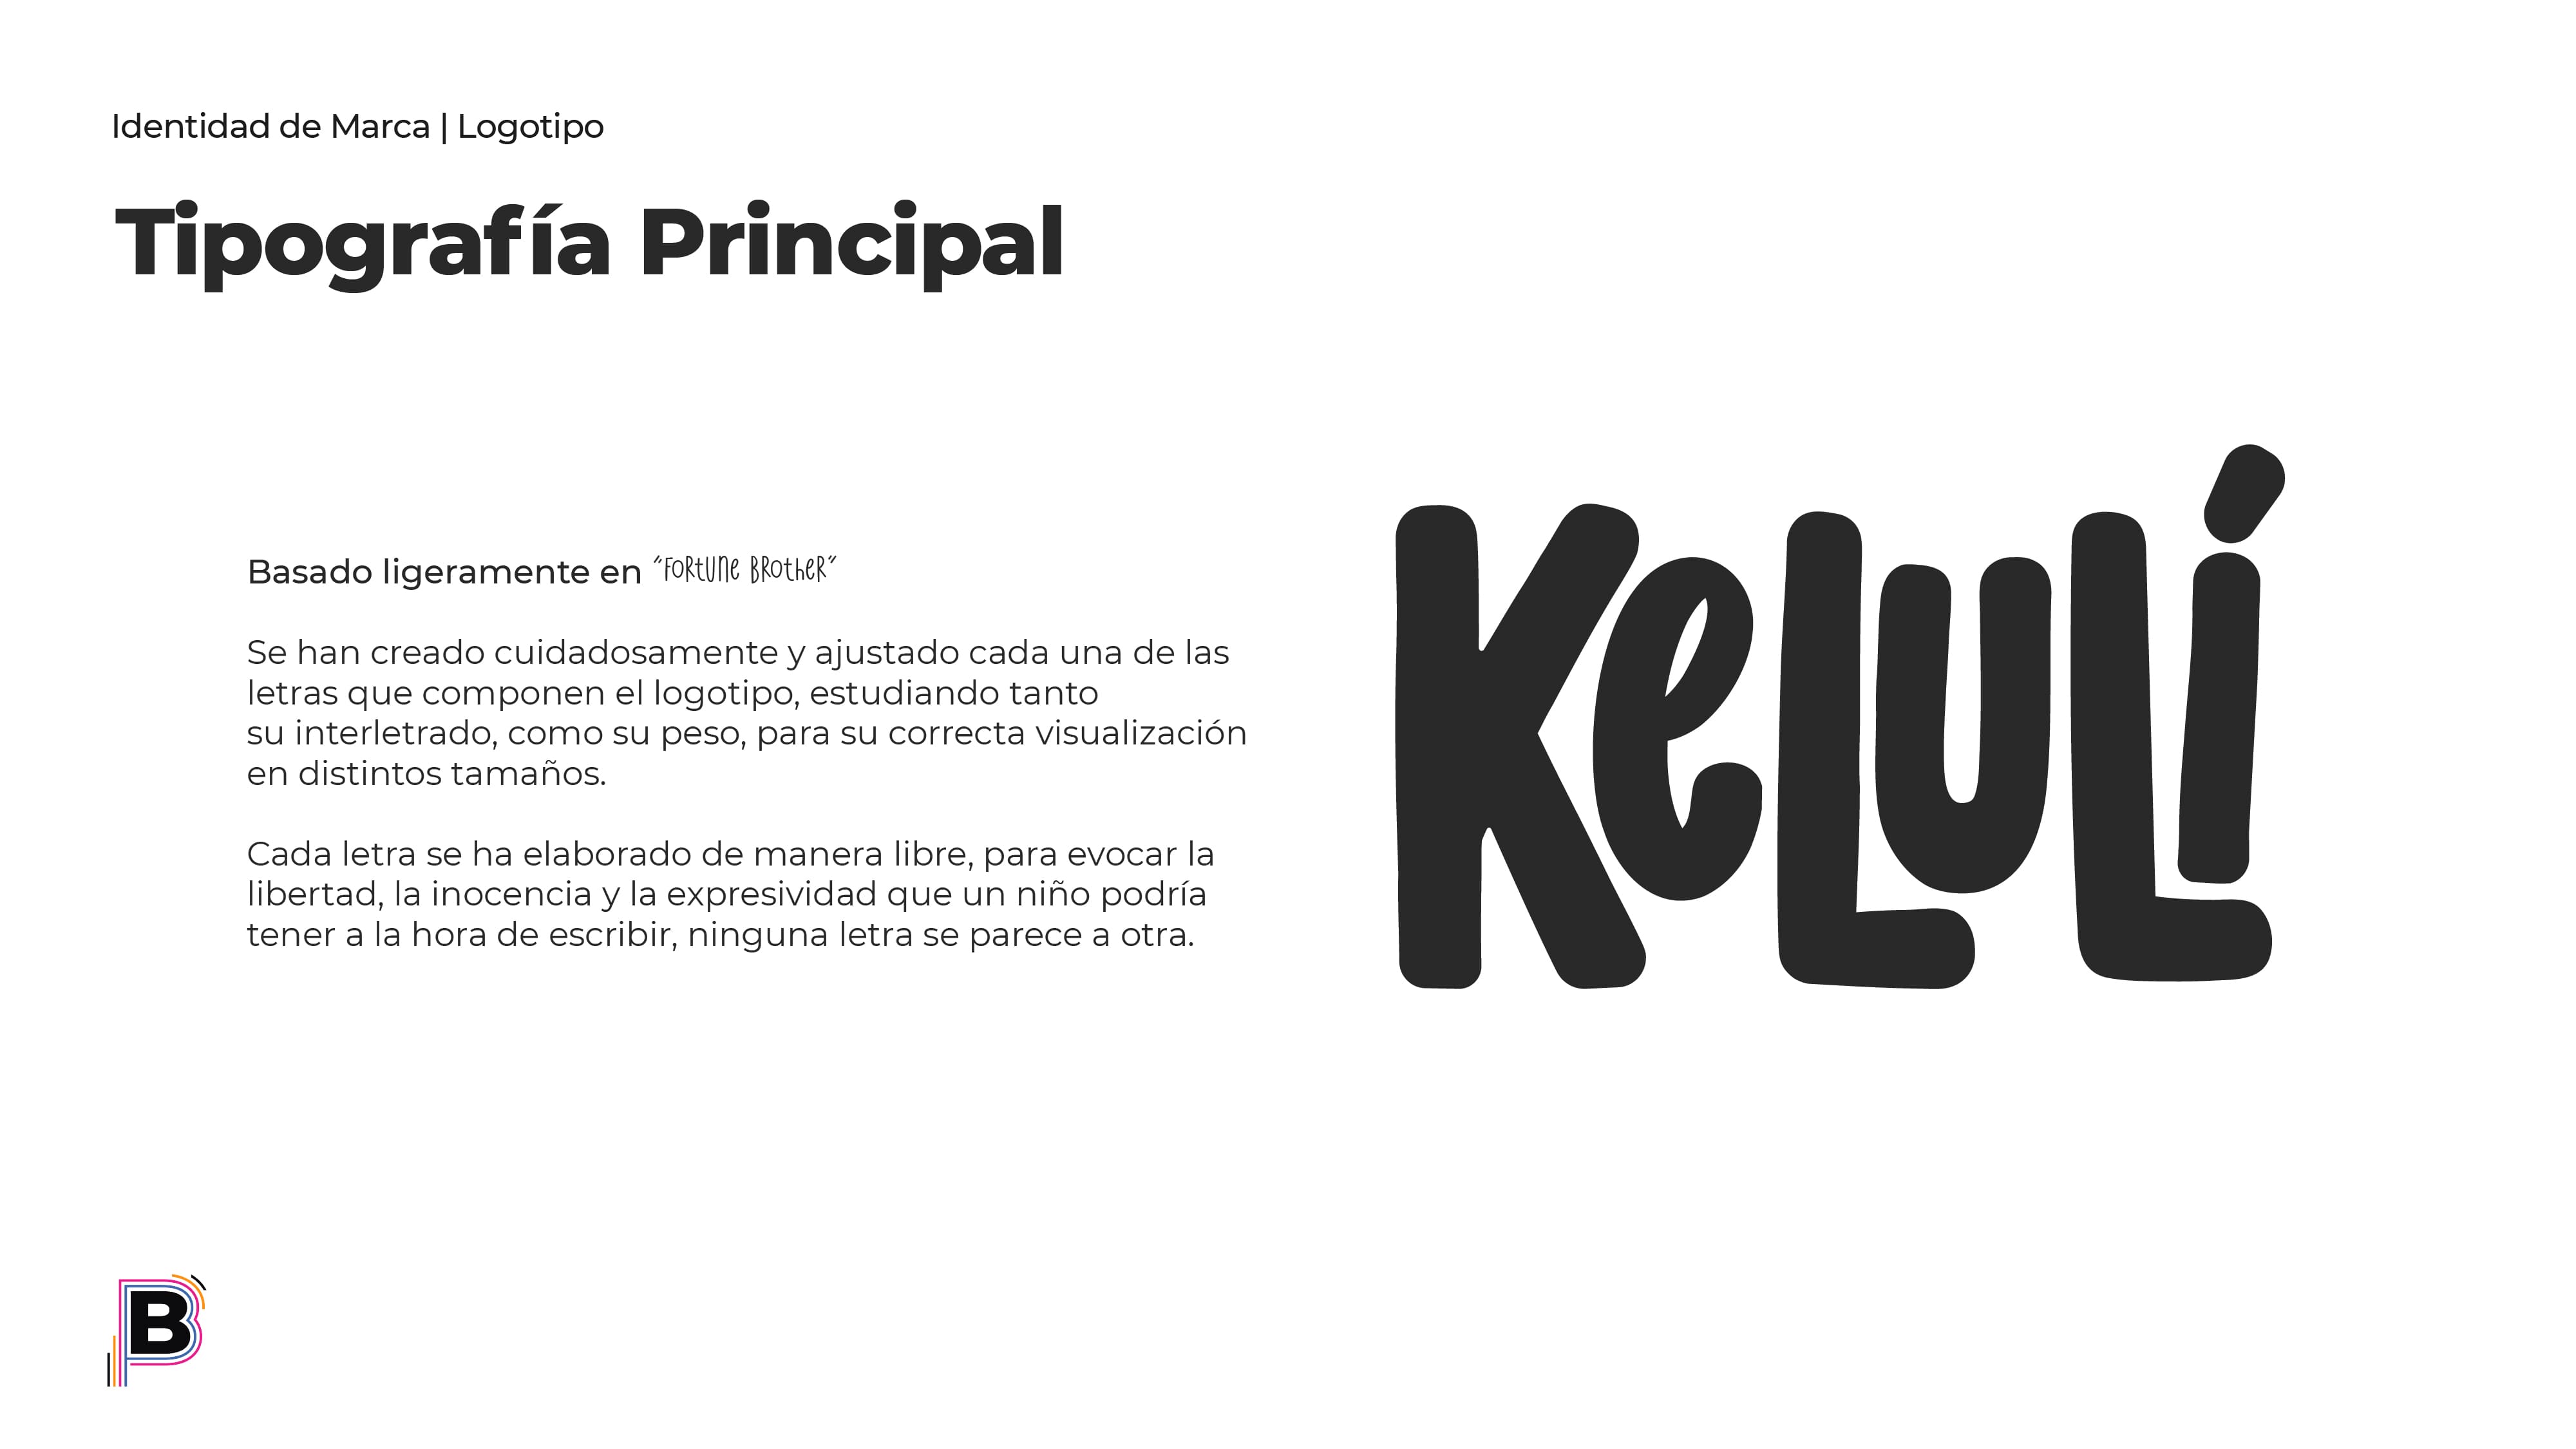 Identidad de Marca | Logotipo
Tipografía Principal
Basado ligeramente en "FORtUNe BROtheR"
Se han creado cuidadosamente y ajustado cada una de las
letras que componen el logotipo, estudiando tanto
su interletrado, como su peso, para su correcta visualización
en distintos tamaños.
Cada letra se ha elaborado de manera libre, para evocar la
libertad, la inocencia y la expresividad que un niño podría
tener a la hora de escribir, ninguna letra se parece a otra.
KeLuLí
B